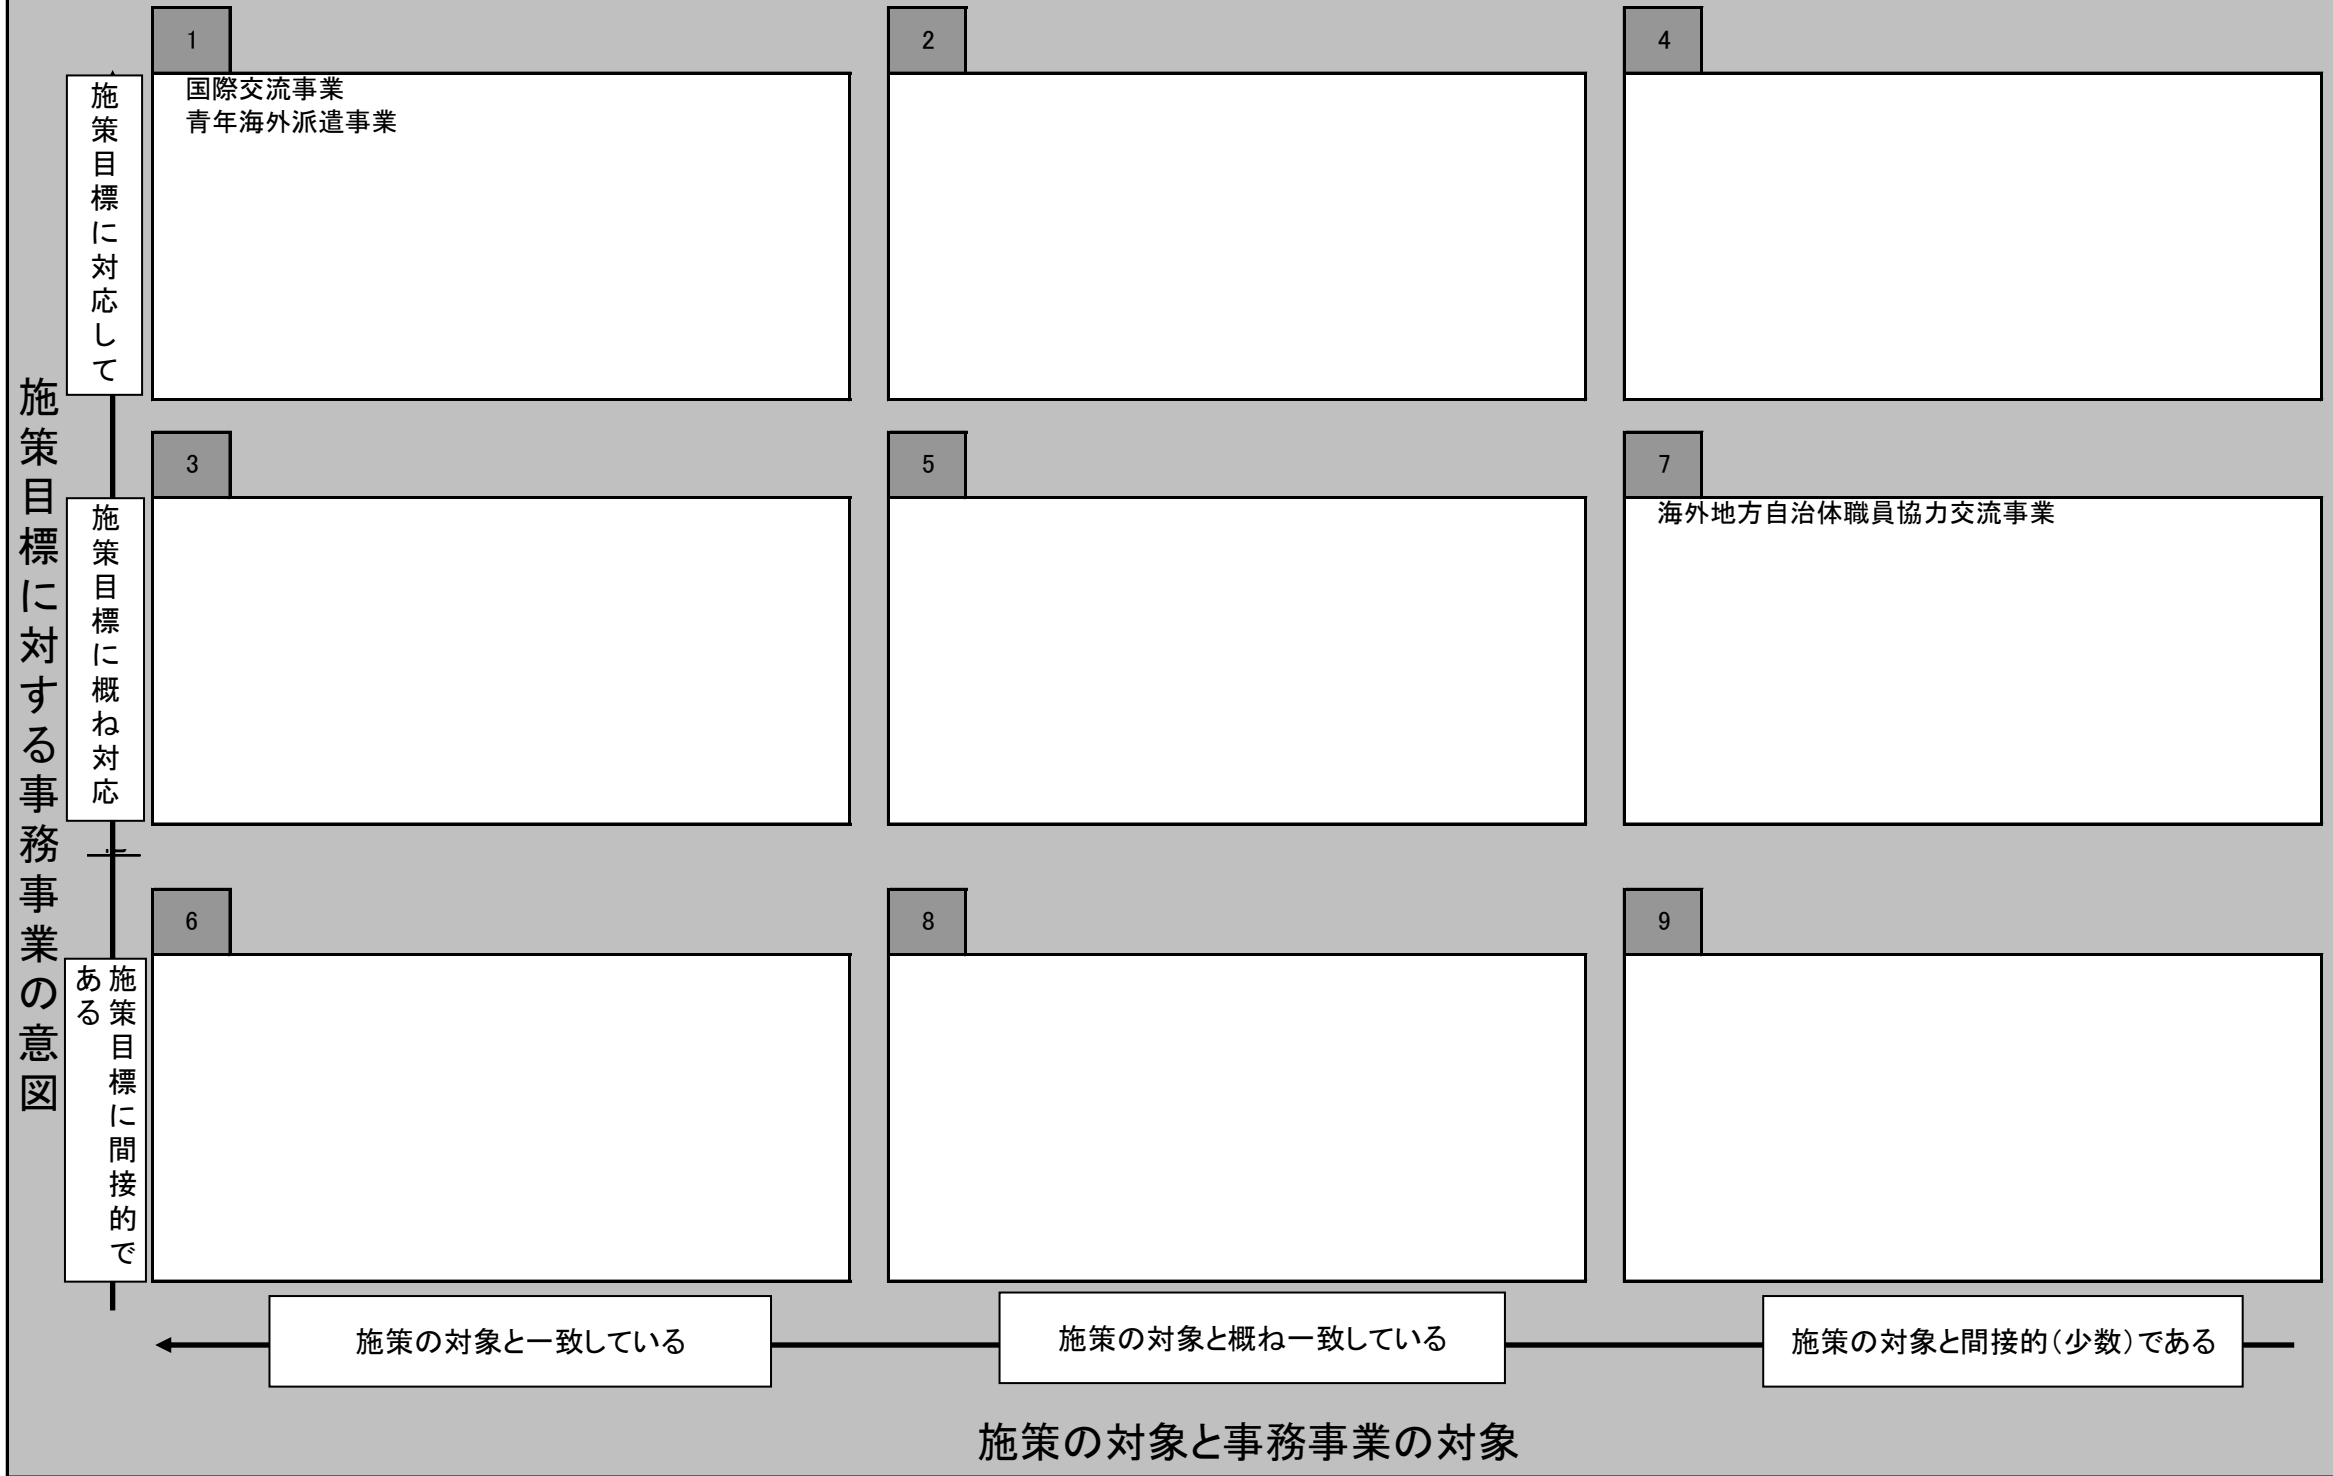 1
2
4
国際交流事業
青年海外派遣事業
施策目標に対応して
3
5
7
海外地方自治体職員協力交流事業
施策目標に概ね対応
施策目標に対する事務事業の意図
6
8
9
施策目標に間接的で
ある
施策の対象と一致している
施策の対象と概ね一致している
施策の対象と間接的(少数)である
施策の対象と事務事業の対象